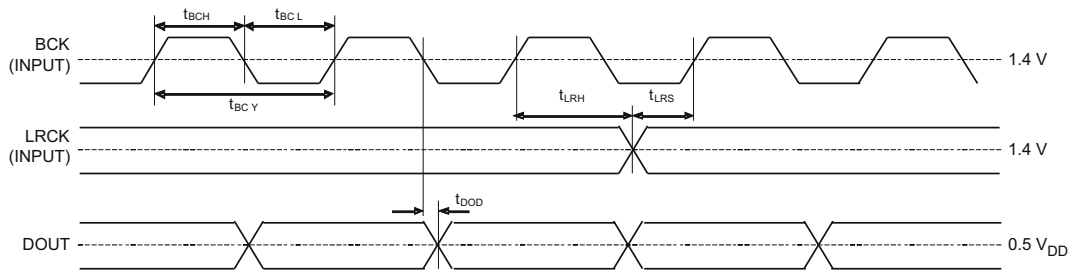 tBCH
tBC L
BCK
(INPUT)
1.4 V
tBC Y
tLRH
tLRS
LRCK
(INPUT)
1.4 V
tDOD
DOUT
0.5 VDD